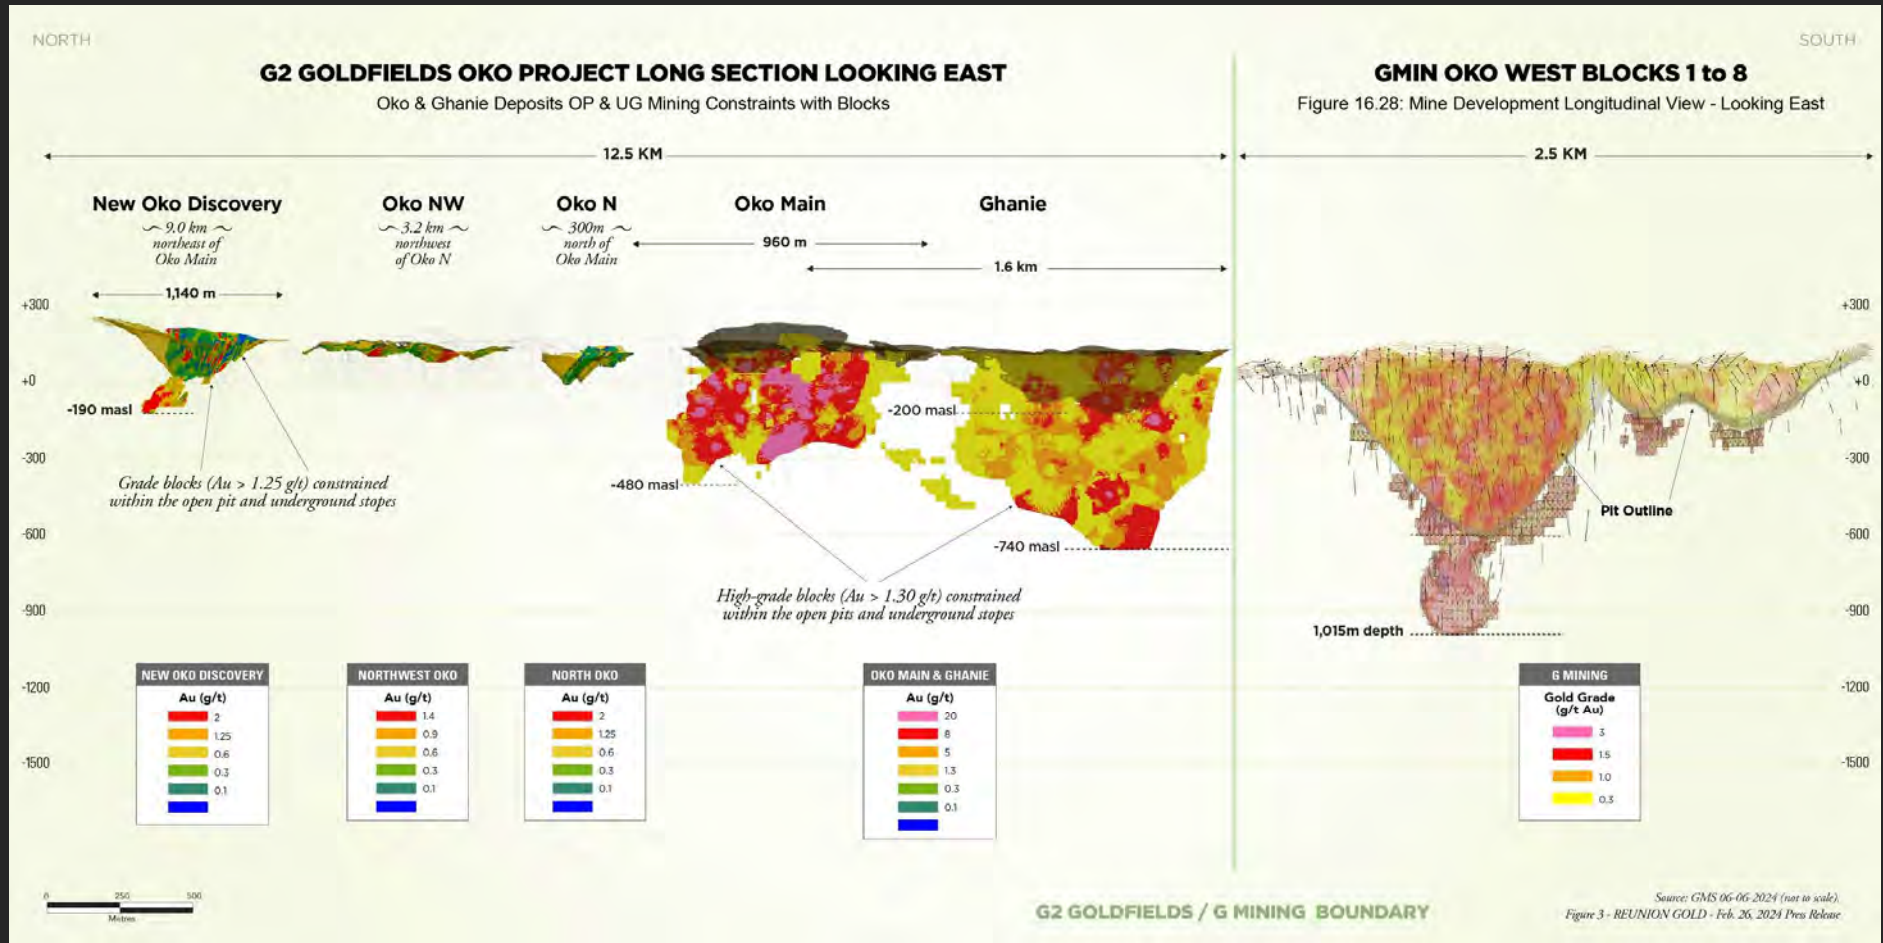 NORTH
SOUTH
G2 GOLDFIELDS OKO PROJECT LONG SECTION LOOKING EAST
Oko & Ghanie Deposits OP & UG Mining Constraints with Blocks
GMIN OKO WEST BLOCKS 1 to 8
Figure 16.28: Mine Development Longitudinal View - Looking East
12.5 KM
2.5 KM
New Oko Discovery
9.0 km
northeast of
Oko Main
1,140 m
Oko NW
3.2 km
northwest
of Oko N
Oko N
300m
north of
Oko Main
Oko Main
960 m
Ghanie
1.6 km
+300
+0
-300
-600
-900
-1200
-1500
+300
+0
-300
-600
-900
-1200
-1500
-190 masl
-200 masl
-480 masl
-740 masl
1,015m depth
Pit Outline
Grade blocks (Au > 1.25 g/t) constrained
within the open pit and underground stopes
High-grade blocks (Au > 1.30 g/t) constrained
within the open pits and underground stopes
NEW OKO DISCOVERY
Au (g/t)
2
1.25
0.6
0.3
0.1
NORTHWEST OKO
Au (g/t)
1.4
0.9
0.6
0.3
0.1
NORTH OKO
Au (g/t)
2
1.25
0.6
0.3
0.1
OKO MAIN & GHANIE
Au (g/t)
20
8
5
1.3
0.3
0.1
G MINING
Gold Grade
(g/t Au)
3
1.5
1.0
0.3
0 250 500
Metres
G2 GOLDFIELDS / G MINING BOUNDARY
Source: GMS 06-06-2024 (not to scale).
Figure 3 - REUNION GOLD - Feb. 26, 2024 Press Release